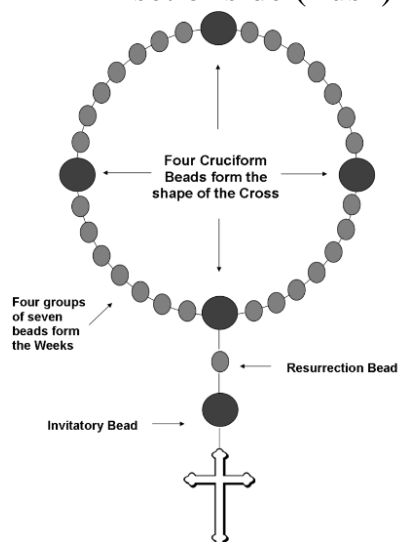 Four Cruciform
Beads form the
shape of the Cross
Four groups
of seven
beads form
the Weeks
Resurrection Bead
Invitatory Bead